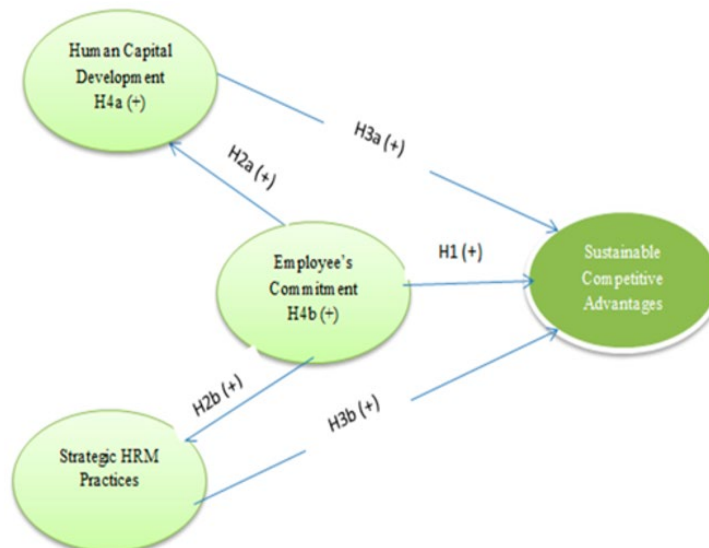 Human Capital
Development
H4a (+)
H3a (+)
H2a (+)
Employee's
Commitment
H4b (+)
H1 (+)
Sustainable
Competitive
Advantages
H2b (+)
H3b (+)
Strategic HRM
Practices